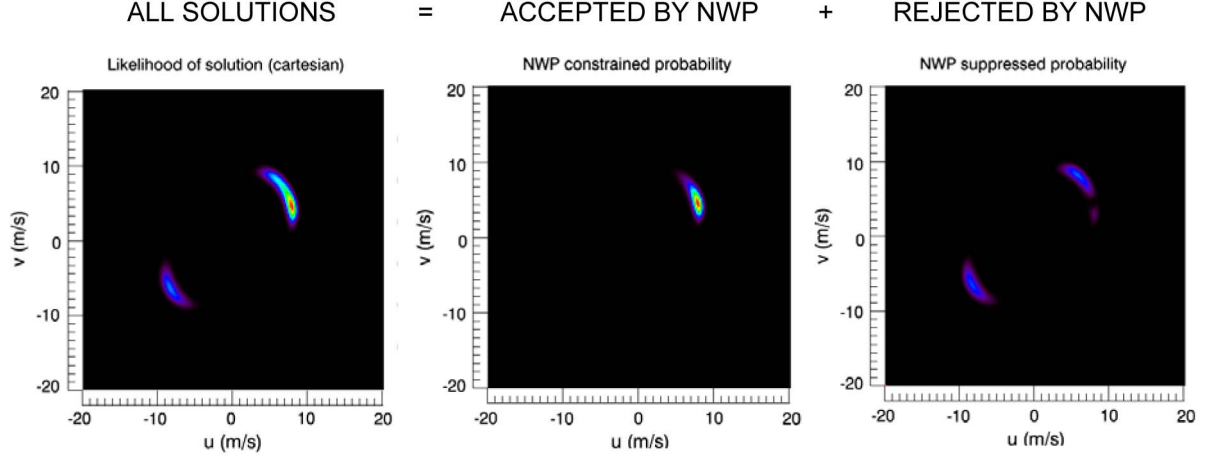 ALL SOLUTIONS = ACCEPTED BY NWP + REJECTED BY NWP
Likelihood of solution (cartesian)
20
10
0
-10
-20
v (m/s)
-20 -10 0 10 20
u (m/s)
NWP constrained probability
20
10
0
-10
-20
v (m/s)
-20 -10 0 10 20
u (m/s)
NWP suppressed probability
20
10
0
-10
-20
v (m/s)
-20 -10 0 10 20
u (m/s)